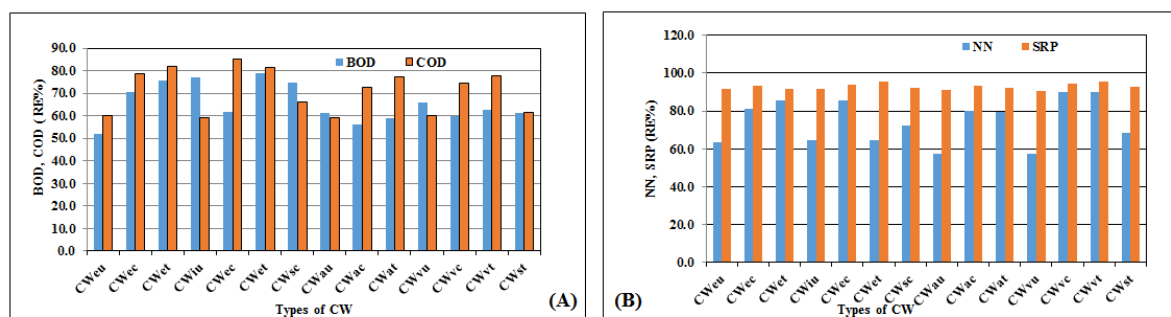 90.0
80.0
70.0
60.0
50.0
40.0
30.0
20.0
10.0
0.0
BOD, COD (RE%)
BOD COD
CWeu CWec CWet CWiu CWec CWet CWsc CWau CWac CWat CWvu CWvc CWvt CWst
Types of CW
(A)
120.0
100.0
80.0
60.0
40.0
20.0
0.0
NN, SRP (RE%)
NN SRP
CWeu CWec CWet CWiu CWec CWet CWsc CWau CWac CWat CWvu CWvc CWvt CWst
Types of CW
(B)